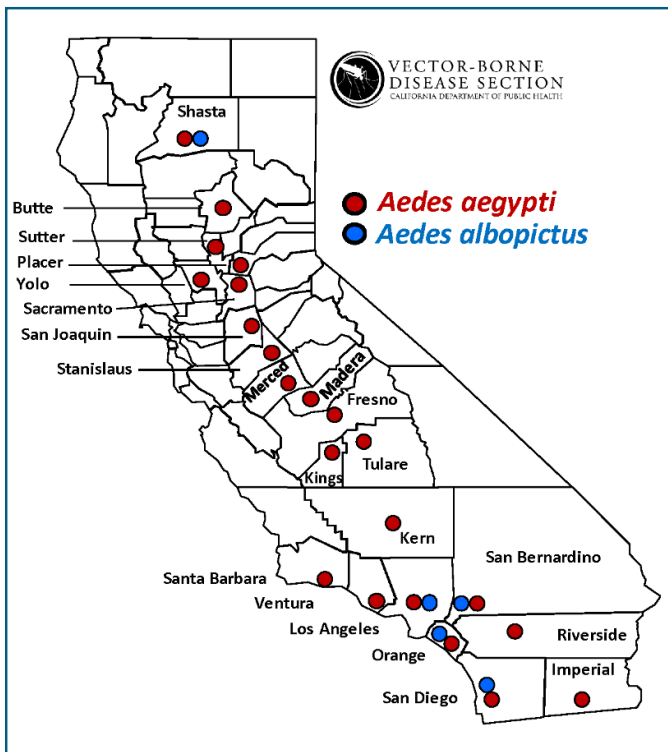 VECTOR-BORNE
DISEASE SECTION
CALIFORNIA DEPARTMENT OF PUBLIC HEALTH
Shasta
Aedes aegypti
Aedes albopictus
Butte
Sutter
Placer
Yolo
Sacramento
San Joaquin
Stanislaus
Merced
Madera
Fresno
Kings
Tulare
Kern
San Bernardino
Santa Barbara
Ventura
Los Angeles
Orange
Riverside
Imperial
San Diego